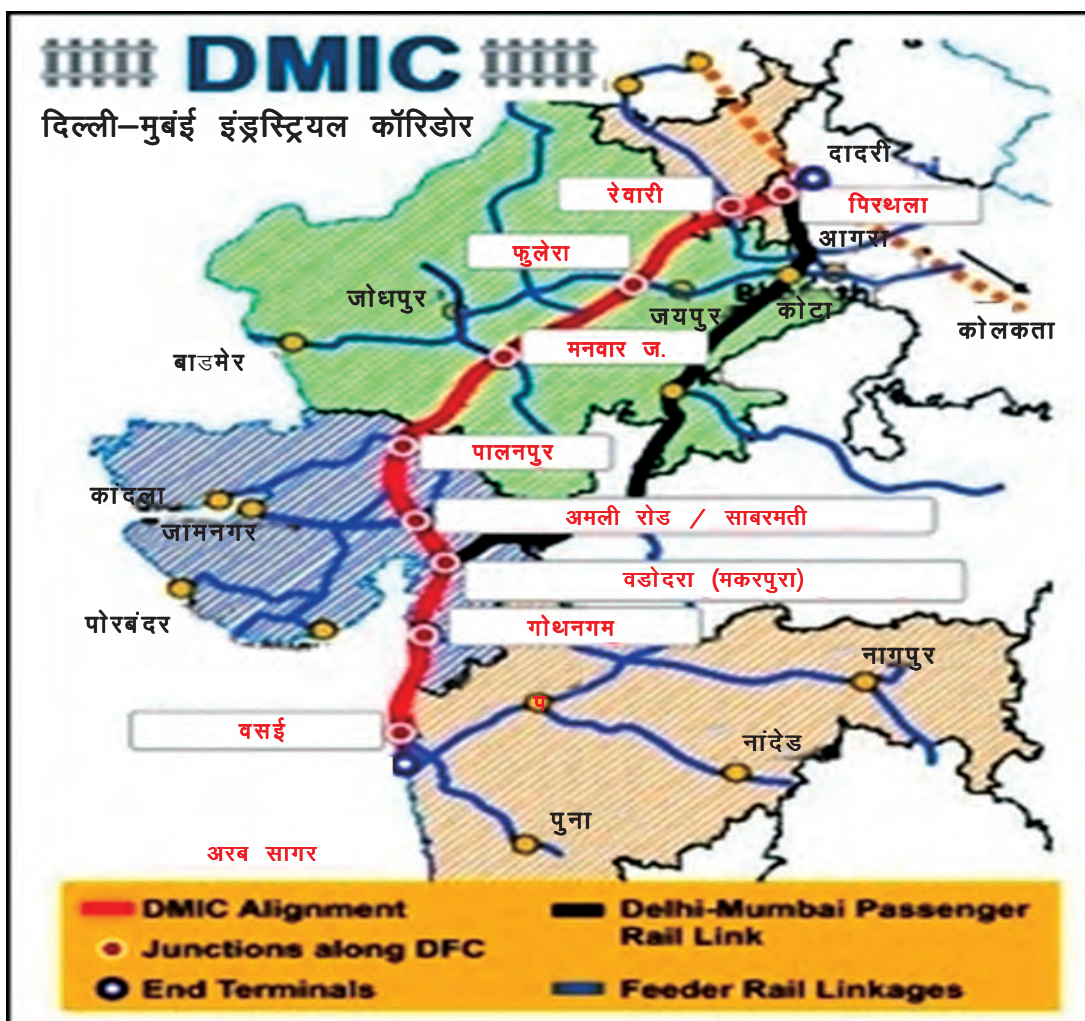 DMIC
दिल्ली–मुबंई इंड्रस्ट्रियल कॉरिडोर
दादरी
रेवारी
पिरथला
आगरा
फुलेरा
जोधपुर
जयपुर
कोटा
कोलकता
मनवार ज.
बाडमेर
पालनपुर
कांदला
अमली रोड / साबरमती
जामनगर
वडोदरा (मकरपुरा)
पोरबंदर
गोथनगम
नागपुर
प
वसई
नांदेड
पुना
अरब सागर
DMIC Alignment
Delhi-Mumbai Passenger
Rail Link
Junctions along DFC
End Terminals
Feeder Rail Linkages